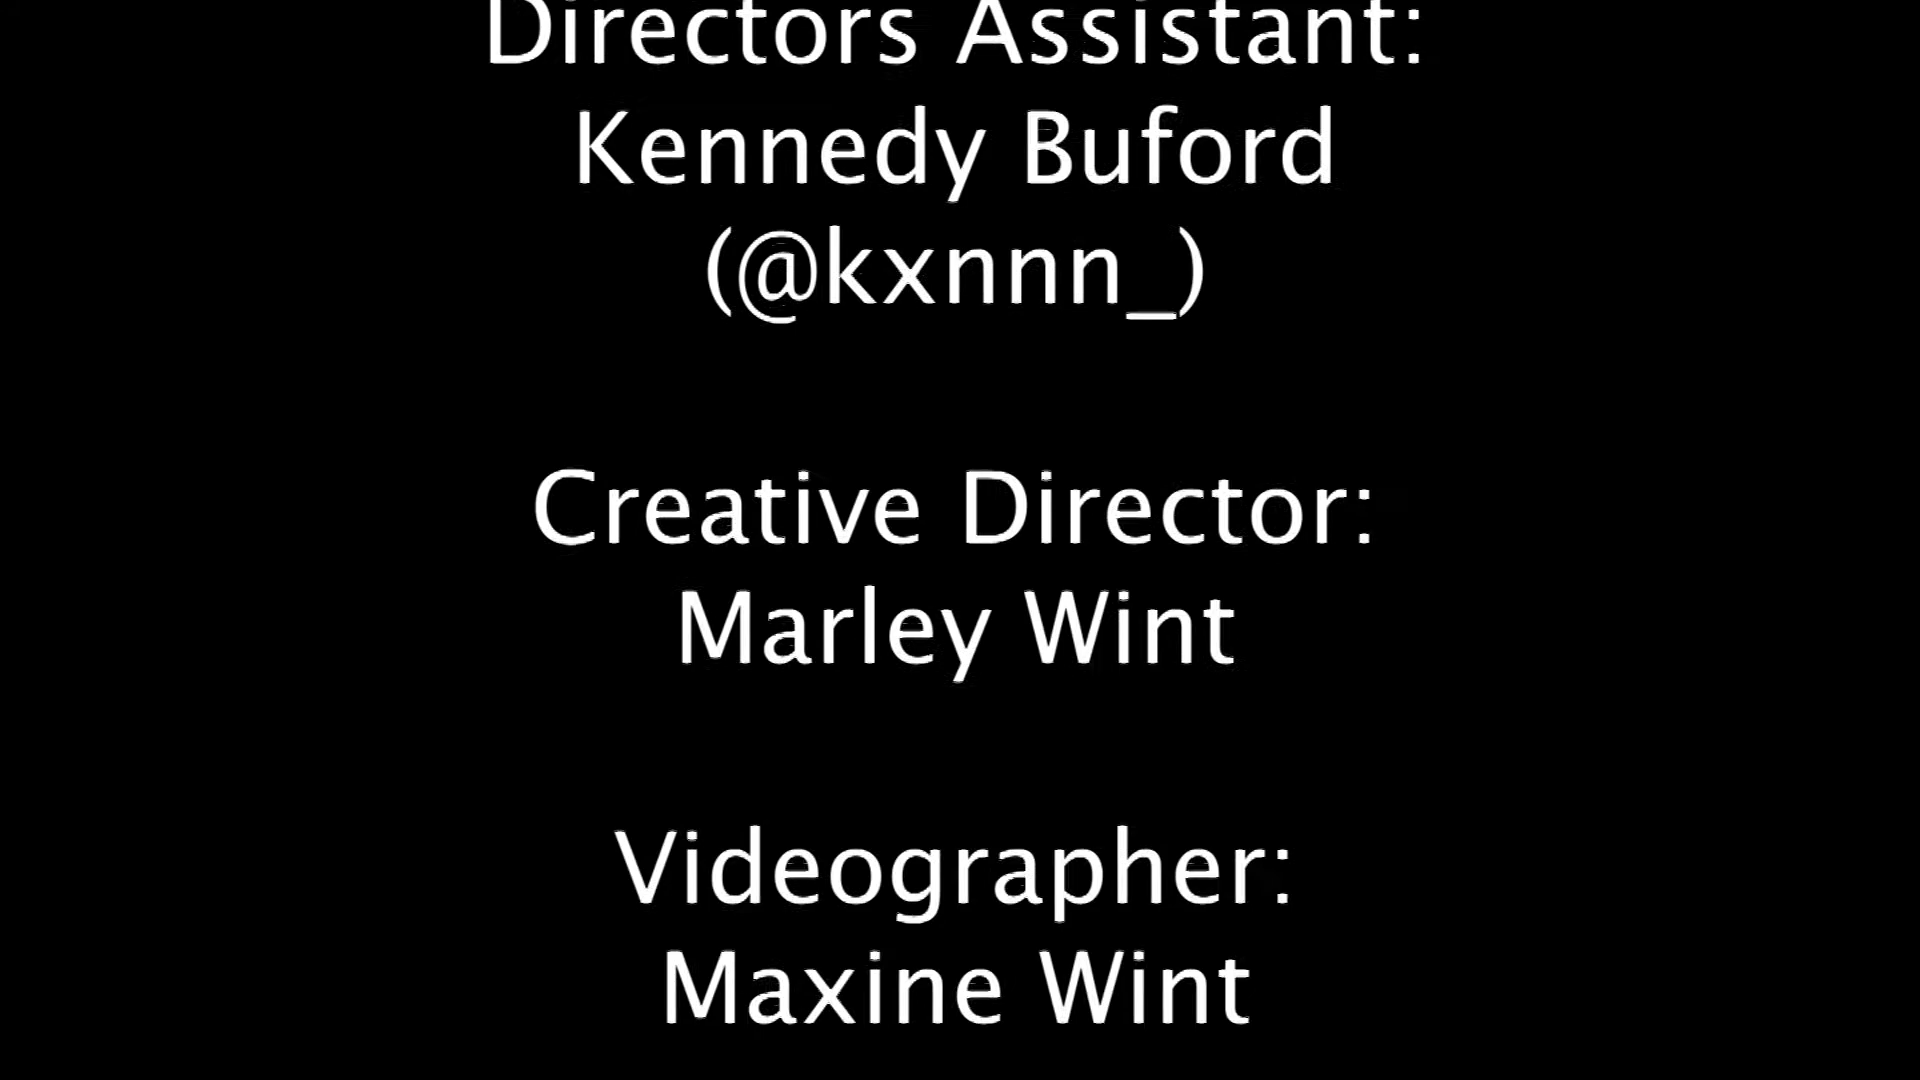 Directors Assistant:
Kennedy Buford
(@kxnnn_)
Creative Director:
Marley Wint
Videographer:
Maxine Wint